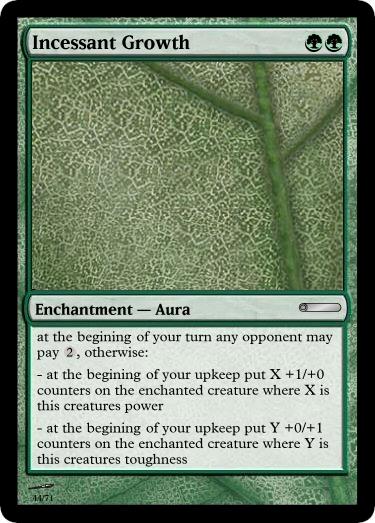 Incessant Growth
Enchantment — Aura
at the begining of your turn any opponent may
pay 2, otherwise:
- at the begining of your upkeep put X +1/+0
counters on the enchanted creature where X is
this creatures power
- at the begining of your upkeep put Y +0/+1
counters on the enchanted creature where Y is
this creatures toughness
44/71